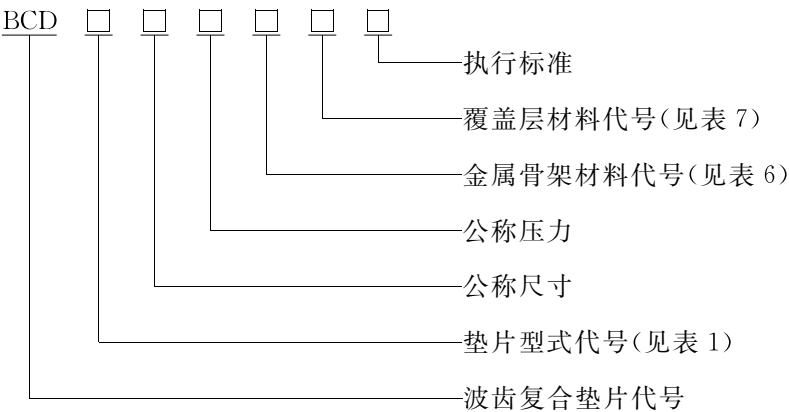 BCD □ □ □ □ □ □
执行标准
覆盖层材料代号(见表 7)
金属骨架材料代号(见表 6)
公称压力
公称尺寸
垫片型式代号(见表 1)
波齿复合垫片代号